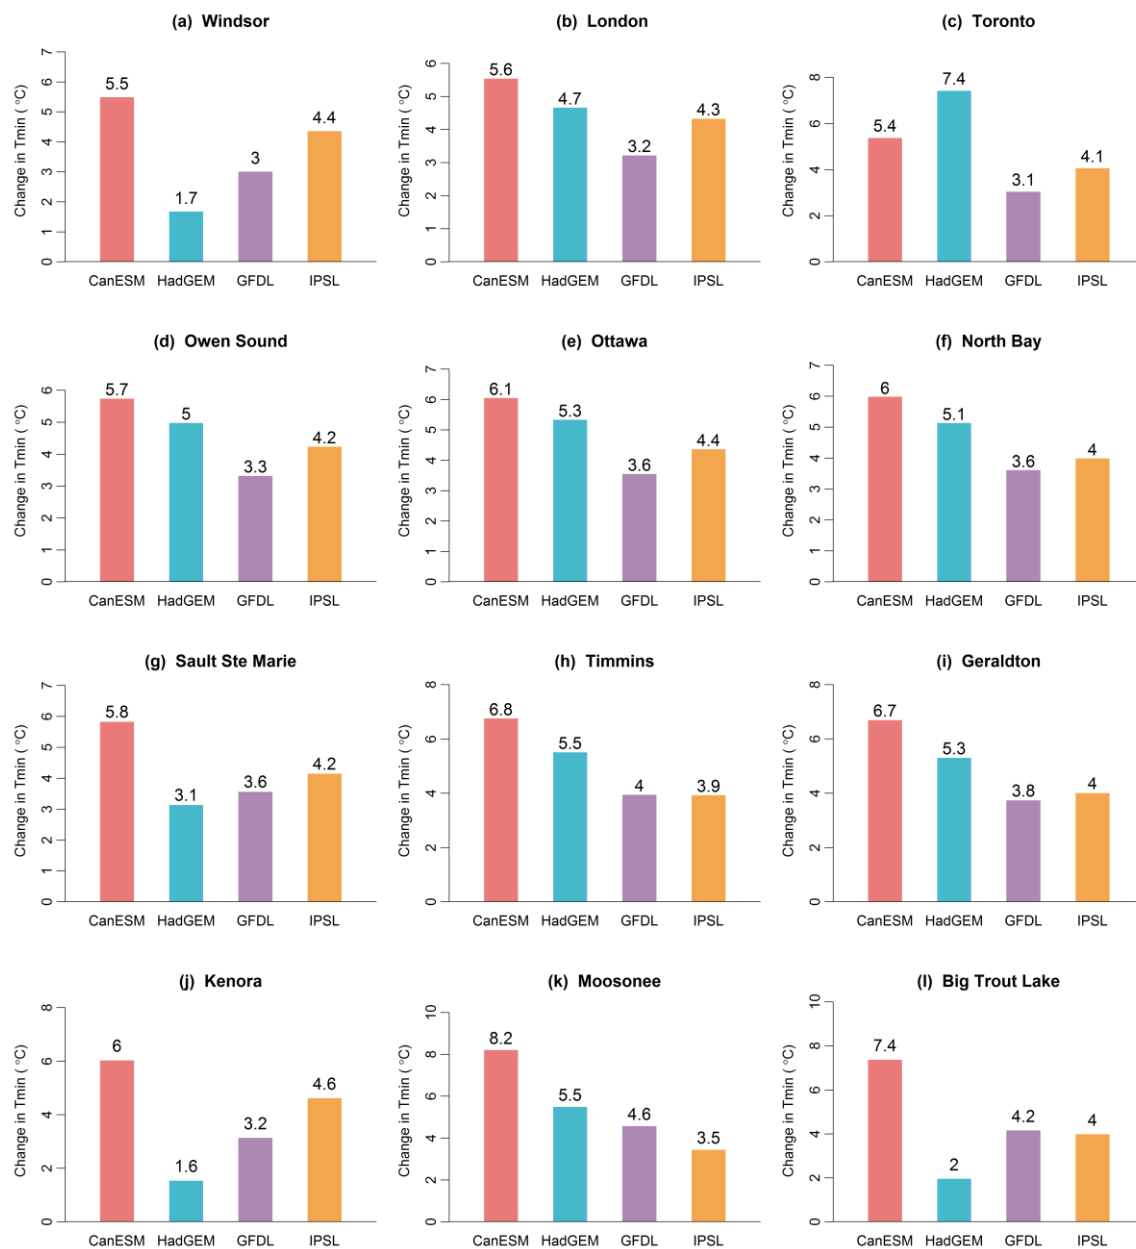 (a) Windsor
Change in Tmin ( °C)
0 1 2 3 4 5 6 7
5.5 1.7 3 4.4
CanESM HadGEM GFDL IPSL
(b) London
Change in Tmin ( °C)
0 1 2 3 4 5 6
5.6 4.7 3.2 4.3
CanESM HadGEM GFDL IPSL
(c) Toronto
Change in Tmin ( °C)
0 2 4 6 8
5.4 7.4 3.1 4.1
CanESM HadGEM GFDL IPSL
(d) Owen Sound
Change in Tmin ( °C)
0 1 2 3 4 5 6
5.7 5 3.3 4.2
CanESM HadGEM GFDL IPSL
(e) Ottawa
Change in Tmin ( °C)
0 1 2 3 4 5 6 7
6.1 5.3 3.6 4.4
CanESM HadGEM GFDL IPSL
(f) North Bay
Change in Tmin ( °C)
0 1 2 3 4 5 6 7
6 5.1 3.6 4
CanESM HadGEM GFDL IPSL
(g) Sault Ste Marie
Change in Tmin ( °C)
0 1 2 3 4 5 6 7
5.8 3.1 3.6 4.2
CanESM HadGEM GFDL IPSL
(h) Timmins
Change in Tmin ( °C)
0 2 4 6 8
6.8 5.5 4 3.9
CanESM HadGEM GFDL IPSL
(i) Geraldton
Change in Tmin ( °C)
0 2 4 6 8
6.7 5.3 3.8 4
CanESM HadGEM GFDL IPSL
(j) Kenora
Change in Tmin ( °C)
0 2 4 6 8
6 1.6 3.2 4.6
CanESM HadGEM GFDL IPSL
(k) Moosonee
Change in Tmin ( °C)
0 2 4 6 8 10
8.2 5.5 4.6 3.5
CanESM HadGEM GFDL IPSL
(l) Big Trout Lake
Change in Tmin ( °C)
0 2 4 6 8 10
7.4 2 4.2 4
CanESM HadGEM GFDL IPSL